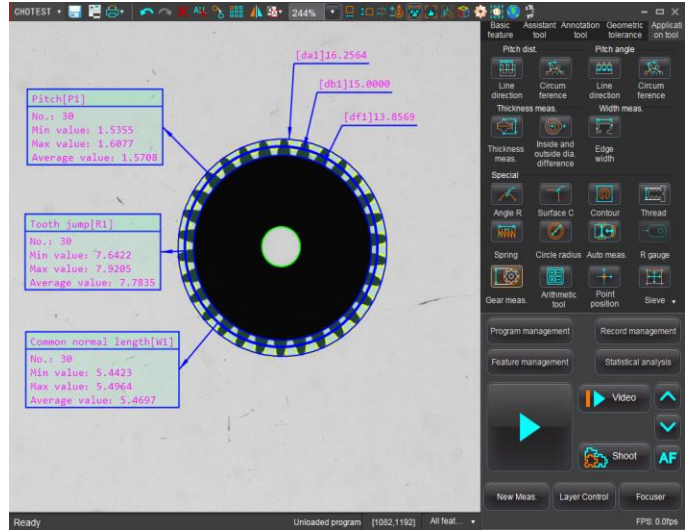 CHOTEST
244%
Basic feature
Assistant tool
Annotation tool
Geometric tolerance
Applicati on tool
Pitch dist.
Pitch angie
Line direction
Circum ference
Line direction
Circum ference
Thickness meas.
Width meas.
Thickness meas.
Inside and outside dia. difference
Edge width
Special
Angle R
Surface C
Contour
Thread
Spring
Circle radius
Auto meas.
R gauge
Gear meas.
Arithmetic tool
Point position
Sieve
[da1]16.2564
[db1]15.0000
[df1]13.8569
Pitch[P1]
No.: 30
Min value: 1.5355
Max value: 1.6077
Average value: 1.5708
Tooth jump[R1]
No.: 30
Min value: 7.6422
Max value: 7.9205
Average value: 7.7835
Common normal length[W1]
No.: 30
Min value: 5.4423
Max value: 5.4964
Average value: 5.4697
Program management
Record management
Feature management
Statistical analysis
Video
Shoot
AF
New Meas.
Layer Control
Focuser
Ready
Unloaded program
[1082,1192]
All feat...
FPS: 0.0fps